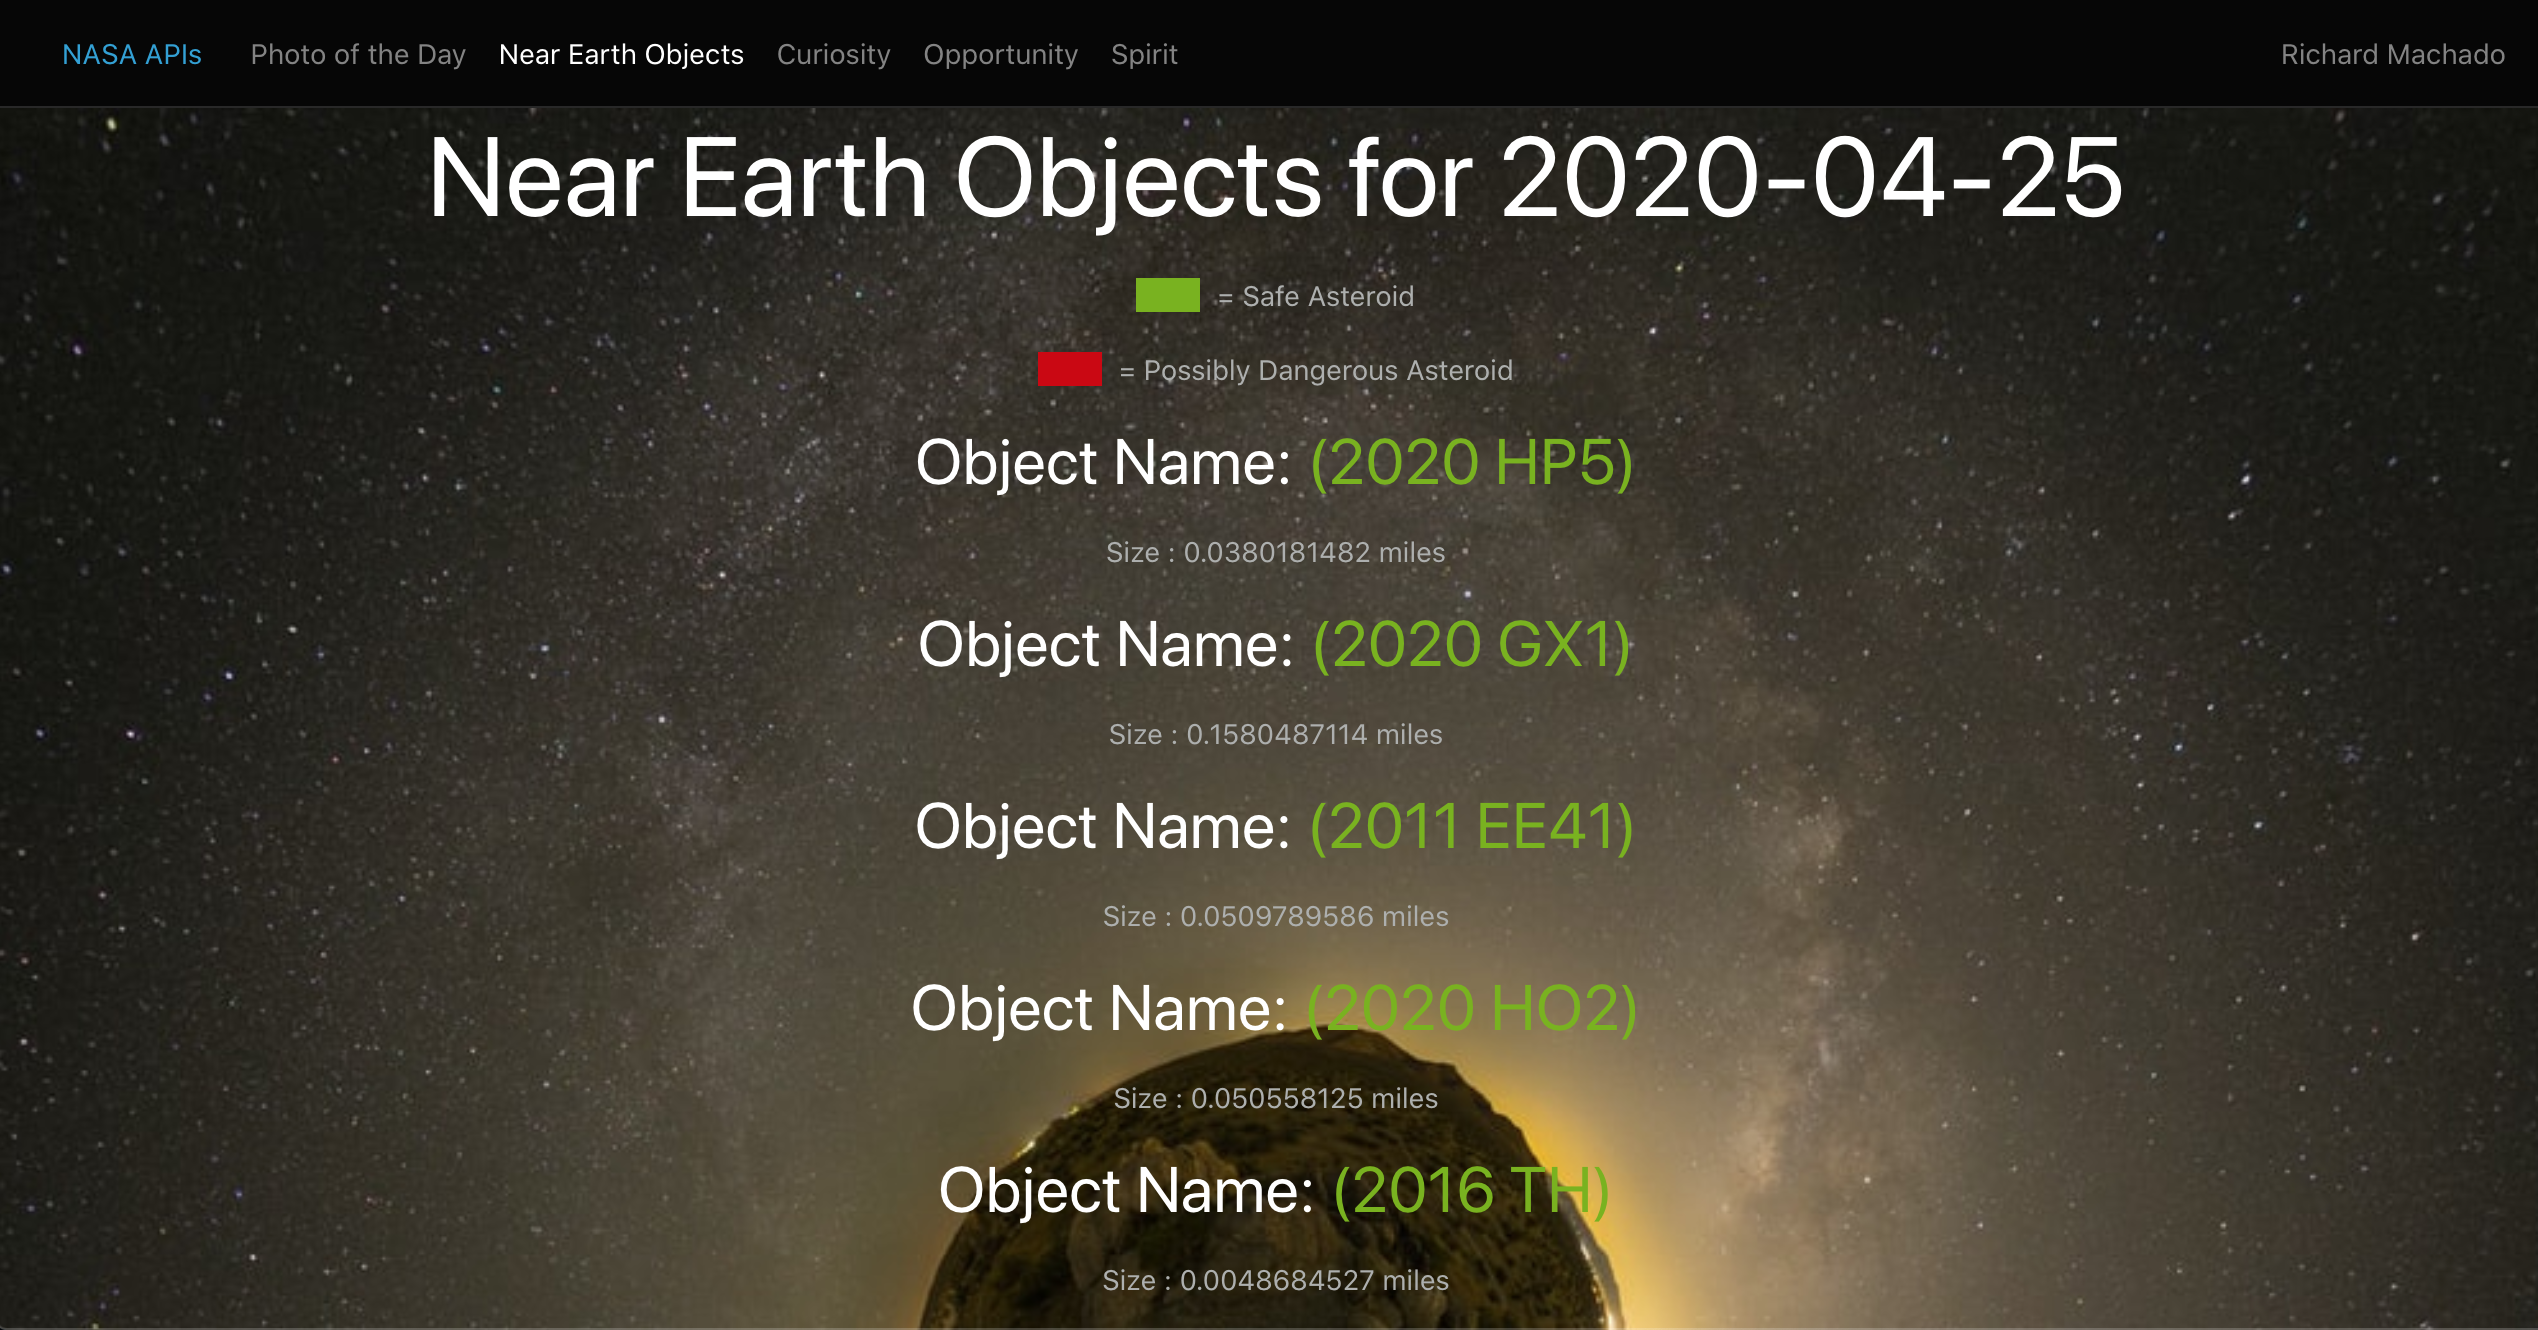 NASA APIs Photo of the Day Near Earth Objects Curiosity Opportunity Spirit Richard Machado
Near Earth Objects for 2020-04-25
= Safe Asteroid
= Possibly Dangerous Asteroid
Object Name: (2020 HP5)
Size : 0.0380181482 miles
Object Name: (2020 GX1)
Size : 0.1580487114 miles
Object Name: (2011 EE41)
Size : 0.0509789586 miles
Object Name: (2020 HO2)
Size : 0.050558125 miles
Object Name: (2016 TH)
Size : 0.0048684527 miles